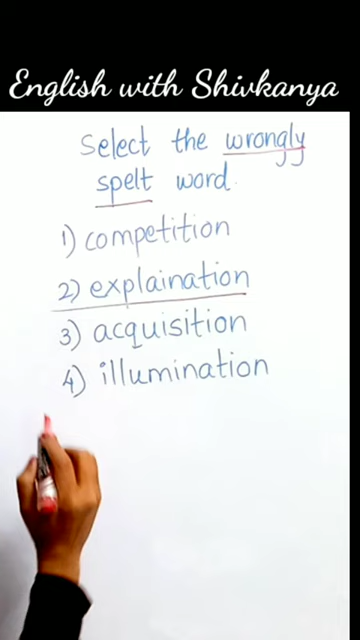 English with Shivkanya
Select the wrongly
spelt word.
1) competition
2) explaination
3) acquisition
4) illumination